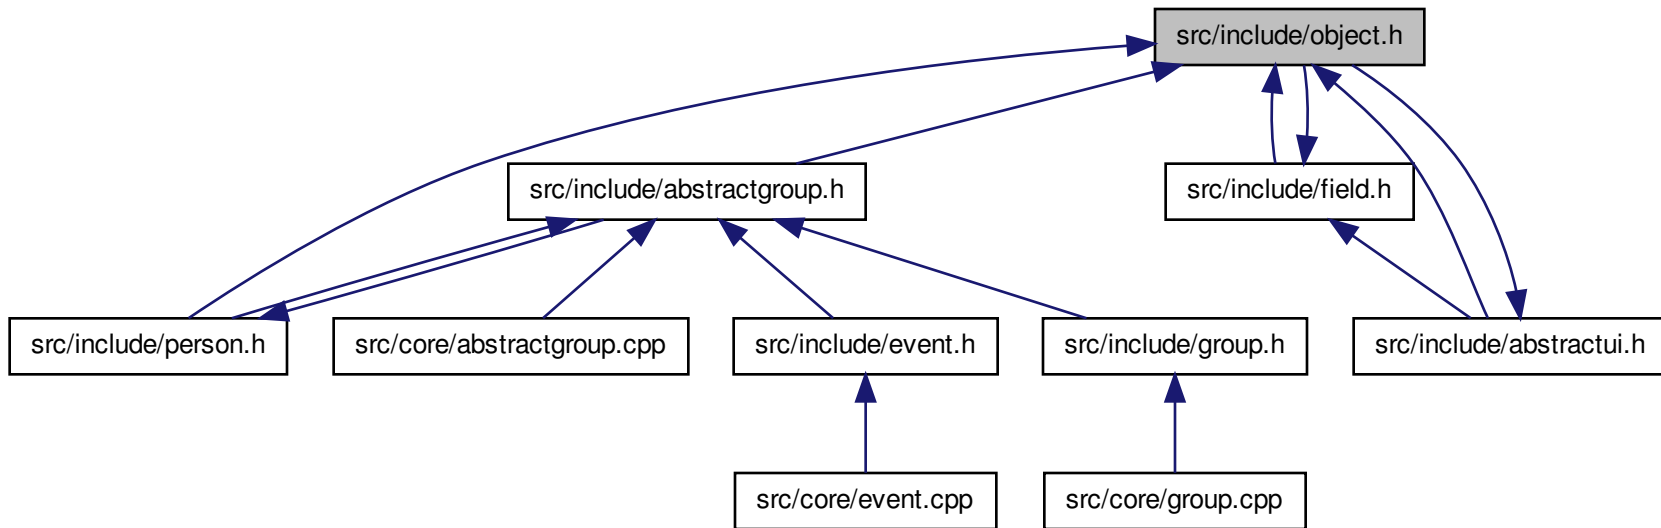 src/include/object.h
src/include/abstractgroup.h
src/include/field.h
src/include/person.h
src/core/abstractgroup.cpp
src/include/event.h
src/include/group.h
src/include/abstractui.h
src/core/event.cpp
src/core/group.cpp